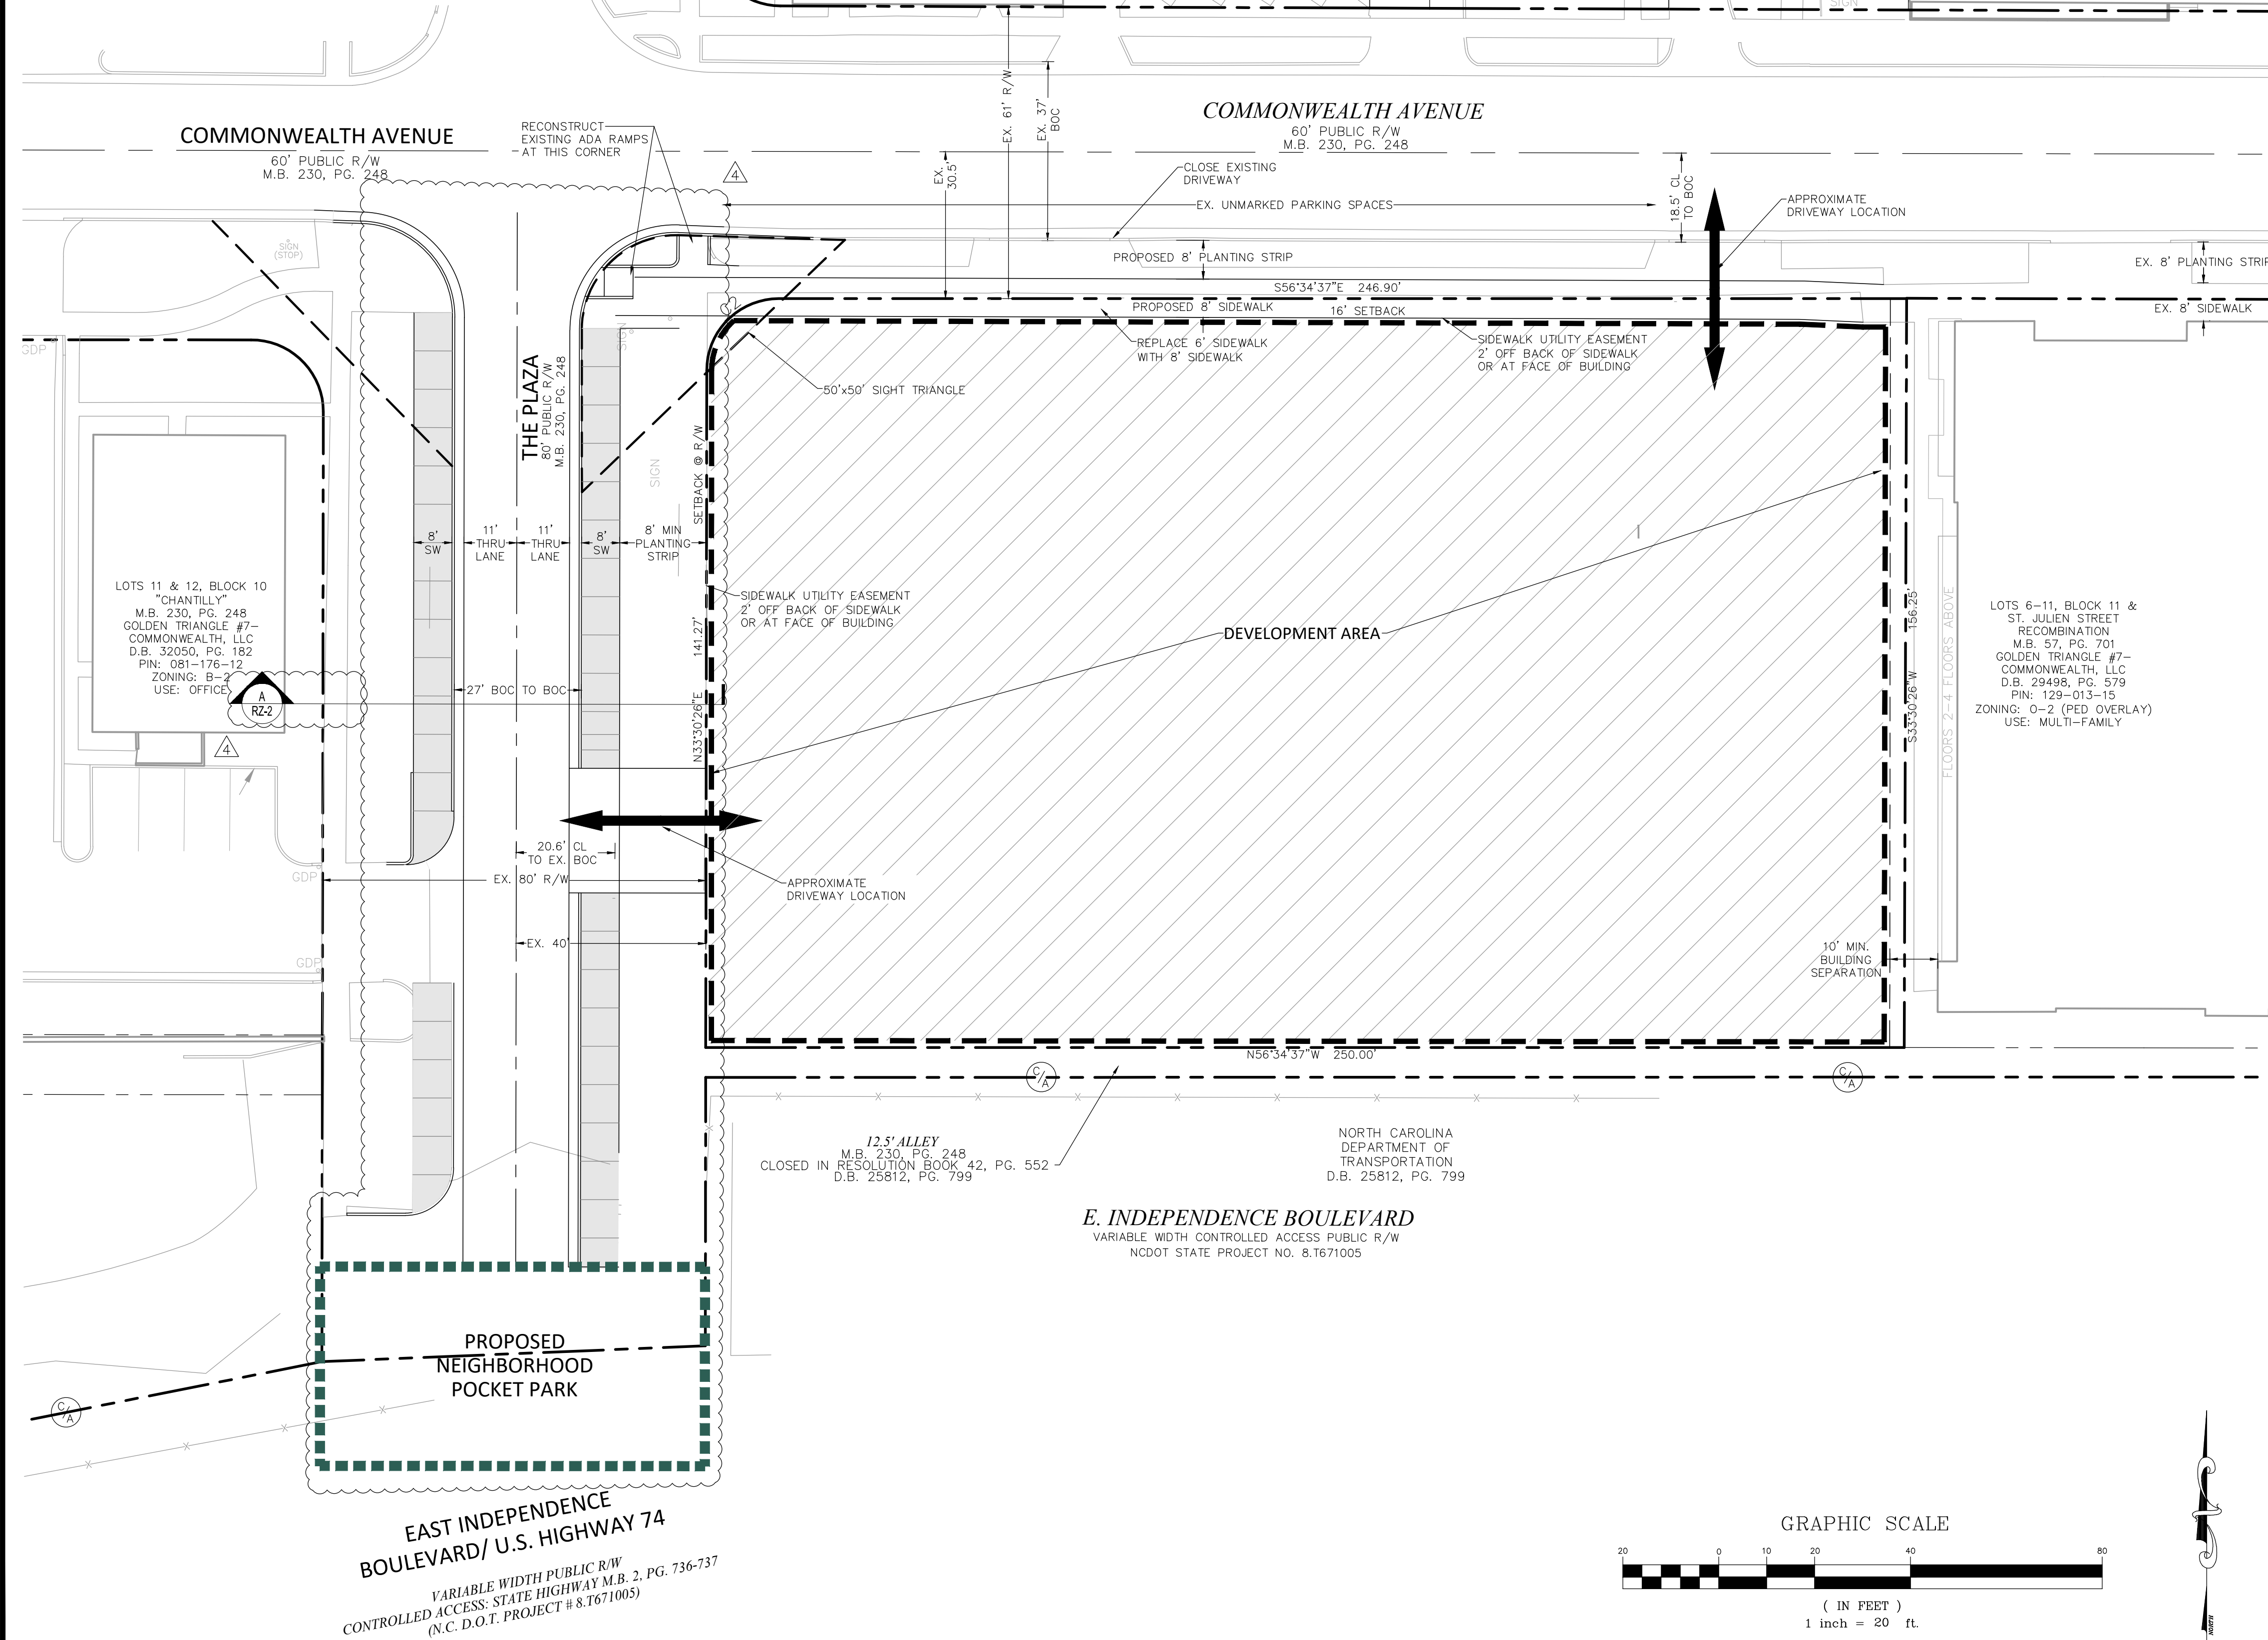 SIGN
COMMONWEALTH AVENUE
60' PUBLIC R/W
M.B. 230, PG. 248
RECONSTRUCT
EXISTING ADA RAMPS
AT THIS CORNER
4
EX. 61' R/W
EX. 37'
BOC
EX.
30.5'
COMMONWEALTH AVENUE
60' PUBLIC R/W
M.B. 230, PG. 248
CLOSE EXISTING
DRIVEWAY
EX. UNMARKED PARKING SPACES
18.5' CL
TO BOC
APPROXIMATE
DRIVEWAY LOCATION
SIGN
(STOP)
PROPOSED 8' PLANTING STRIP
EX. 8' PLANTING STRIP
S56°34'37"E 246.90'
PROPOSED 8' SIDEWALK
16' SETBACK
EX. 8' SIDEWALK
REPLACE 6' SIDEWALK
WITH 8' SIDEWALK
SIDEWALK UTILITY EASEMENT
2' OFF BACK OF SIDEWALK
OR AT FACE OF BUILDING
50'x50' SIGHT TRIANGLE
GDP
SIGN
SIGN
THE PLAZA
80' PUBLIC R/W
M.B. 230, PG. 248
SETBACK @ R/W
8'
SW
11'
THRU
LANE
11'
THRU
LANE
8'
SW
8' MIN
PLANTING
STRIP
LOTS 11 & 12, BLOCK 10
"CHANTILLY"
M.B. 230, PG. 248
GOLDEN TRIANGLE #7-
COMMONWEALTH, LLC
D.B. 32050, PG. 182
PIN: 081-176-12
ZONING: B-2
USE: OFFICE
A
RZ-2
4
SIDEWALK UTILITY EASEMENT
2' OFF BACK OF SIDEWALK
OR AT FACE OF BUILDING
N33°30'26"E 141.27'
DEVELOPMENT AREA
27' BOC TO BOC
S33°30'26"W 156.25'
FLOORS 2-4 FLOORS ABOVE
LOTS 6-11, BLOCK 11 &
ST. JULIEN STREET
RECOMBINATION
M.B. 57, PG. 701
GOLDEN TRIANGLE #7-
COMMONWEALTH, LLC
D.B. 29498, PG. 579
PIN: 129-013-15
ZONING: O-2 (PED OVERLAY)
USE: MULTI-FAMILY
20.6' CL
TO EX. BOC
EX. 80' R/W
APPROXIMATE
DRIVEWAY LOCATION
GDP
EX. 40'
GDP
10' MIN.
BUILDING
SEPARATION
N56°34'37"W 250.00'
C/A
C/A
12.5' ALLEY
M.B. 230, PG. 248
CLOSED IN RESOLUTION BOOK 42, PG. 552
D.B. 25812, PG. 799
NORTH CAROLINA
DEPARTMENT OF
TRANSPORTATION
D.B. 25812, PG. 799
E. INDEPENDENCE BOULEVARD
VARIABLE WIDTH CONTROLLED ACCESS PUBLIC R/W
NCDOT STATE PROJECT NO. 8.T671005
PROPOSED
NEIGHBORHOOD
POCKET PARK
C/A
EAST INDEPENDENCE
BOULEVARD/ U.S. HIGHWAY 74
VARIABLE WIDTH PUBLIC R/W
CONTROLLED ACCESS: STATE HIGHWAY M.B. 2, PG. 736-737
(N.C. D.O.T. PROJECT # 8.T671005)
GRAPHIC SCALE
20 0 10 20 40 80
( IN FEET )
1 inch = 20 ft.
NORTH